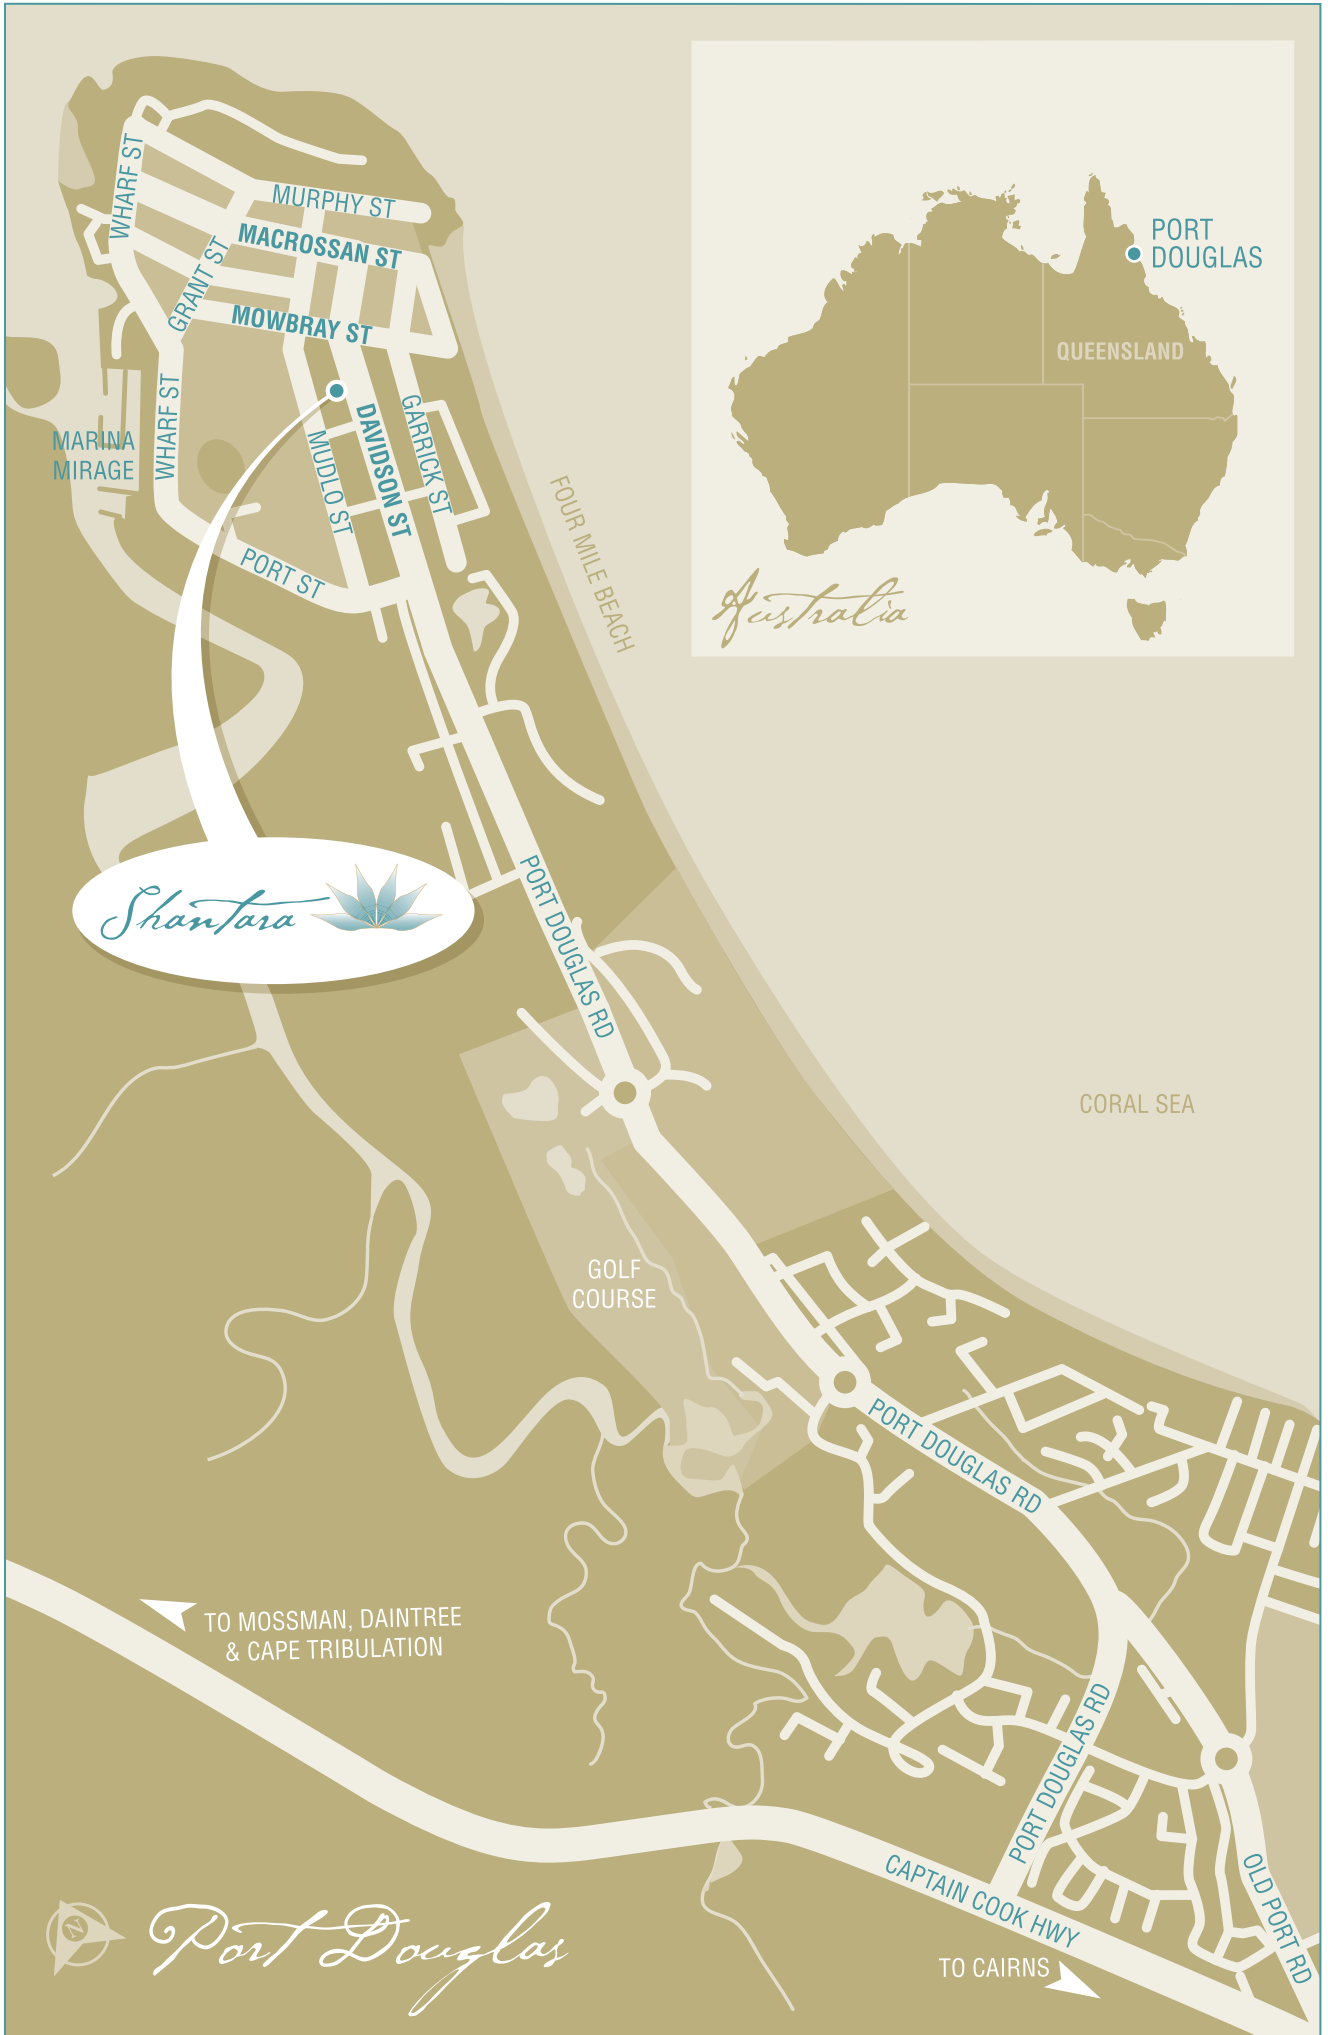 WHARF ST
MURPHY ST
MACROSSAN ST
GRANT ST
MOWBRAY ST
WHARF ST
MARINA
MIRAGE
MUDLO ST
DAVIDSON ST
GARRICK ST
PORT ST
FOUR MILE BEACH
PORT
DOUGLAS
QUEENSLAND
Australia
Shantara
PORT DOUGLAS RD
CORAL SEA
GOLF
COURSE
PORT DOUGLAS RD
TO MOSSMAN, DAINTREE
& CAPE TRIBULATION
PORT DOUGLAS RD
CAPTAIN COOK HWY
OLD PORT RD
TO CAIRNS
N
Port Douglas